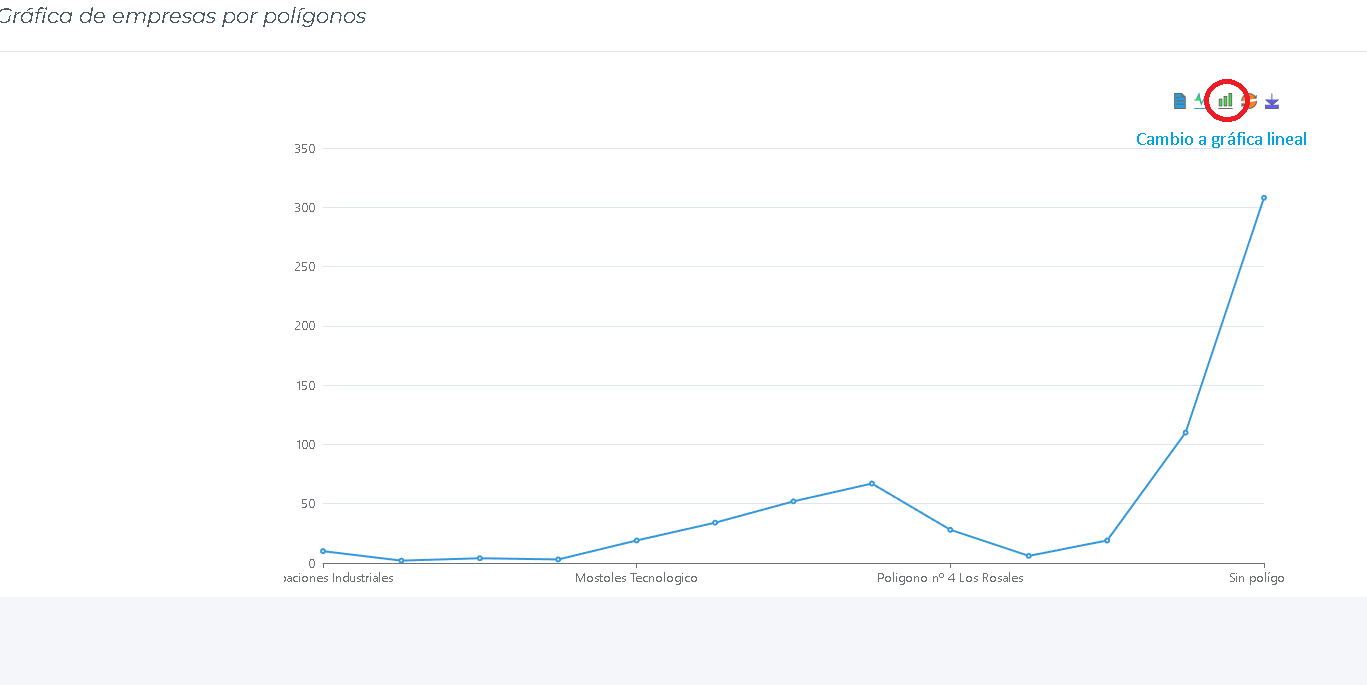 Gráfica de empresas por polígonos
Cambio a gráfica lineal
350
300
250
200
150
100
50
0
paciones Industriales
Mostoles Tecnologico
Poligono nº 4 Los Rosales
Sin polígo